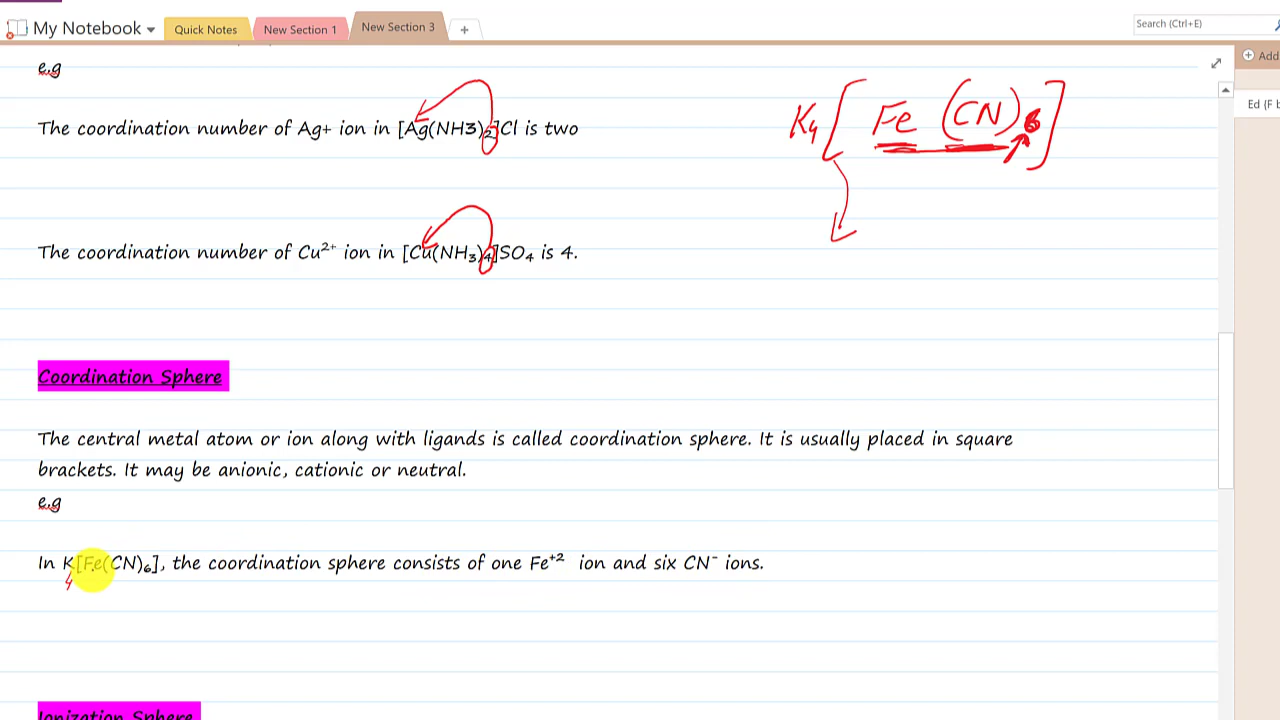 My Notebook
Quick Notes
New Section 1
New Section 3
+
Search (Ctrl+E)
Add
e.g
Ed (F b
The coordination number of Ag+ ion in [Ag(NH3)2]Cl is two
K4[Fe (CN)6]
The coordination number of Cu²⁺ ion in [Cu(NH₃)₄]SO₄ is 4.
Coordination Sphere
The central metal atom or ion along with ligands is called coordination sphere. It is usually placed in square
brackets. It may be anionic, cationic or neutral.
e.g
In K4[Fe(CN)₆], the coordination sphere consists of one Fe⁺² ion and six CN⁻ ions.
Ionization Sphere